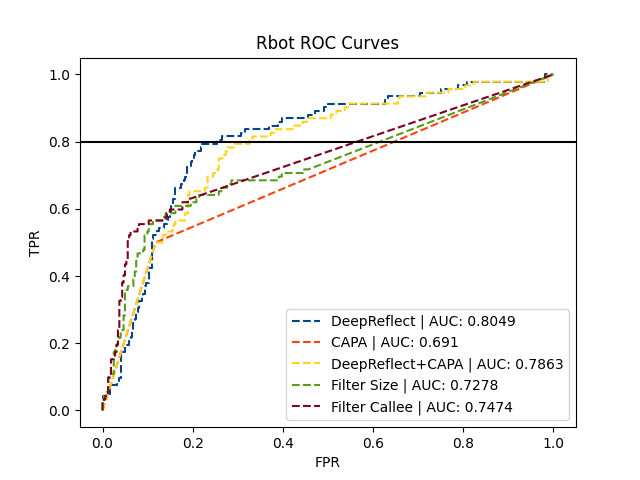 Rbot ROC Curves
TPR
1.0
0.8
0.6
0.4
0.2
0.0
DeepReflect | AUC: 0.8049
CAPA | AUC: 0.691
DeepReflect+CAPA | AUC: 0.7863
Filter Size | AUC: 0.7278
Filter Callee | AUC: 0.7474
0.0 0.2 0.4 0.6 0.8 1.0
FPR